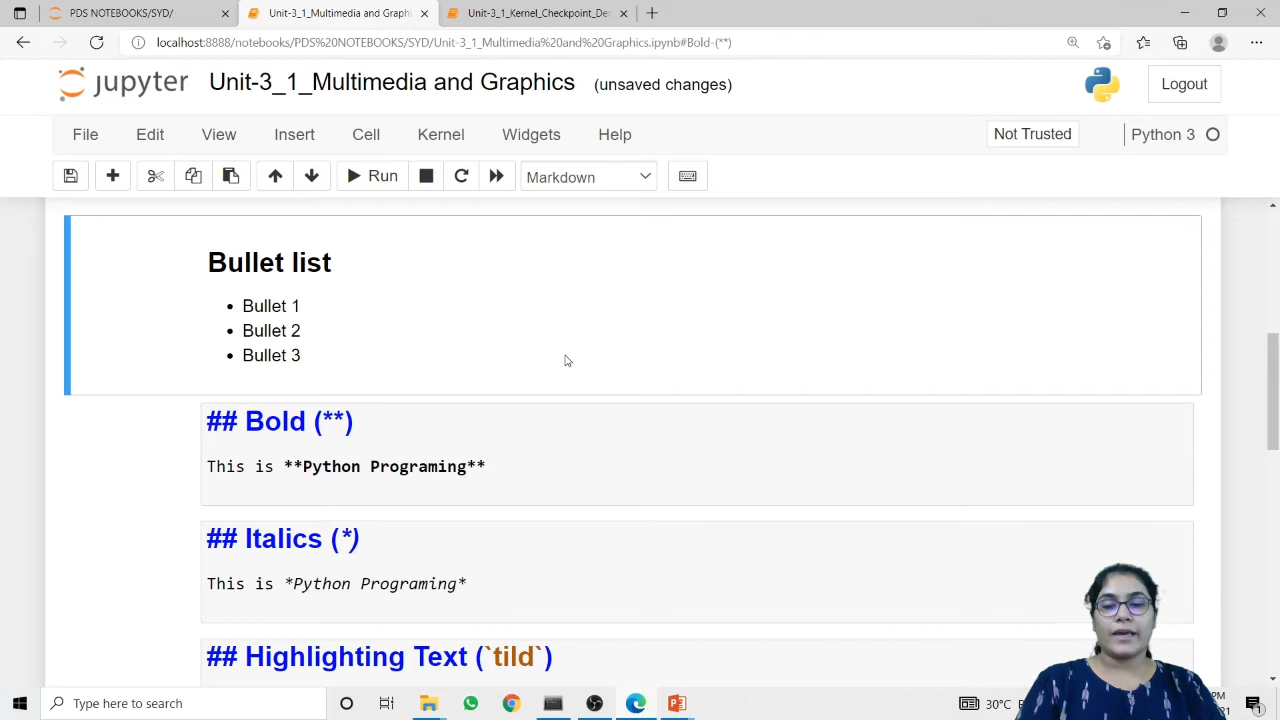 PDS NOTEBOOKS/SYD/
Unit-3_1_Multimedia and Graphi
Unit-3_1_Kernel_Checkpoint_De
localhost:8888/notebooks/PDS%20NOTEBOOKS/SYD/Unit-3_1_Multimedia%20and%20Graphics.ipynb#Bold-(**)
jupyter Unit-3_1_Multimedia and Graphics (unsaved changes) Logout
File Edit View Insert Cell Kernel Widgets Help Not Trusted Python 3
Run Markdown
Bullet list
• Bullet 1
• Bullet 2
• Bullet 3
## Bold (**)
This is **Python Programing**
## Italics (*)
This is *Python Programing*
## Highlighting Text (`tild`)
Type here to search
30°C
PM
21
1